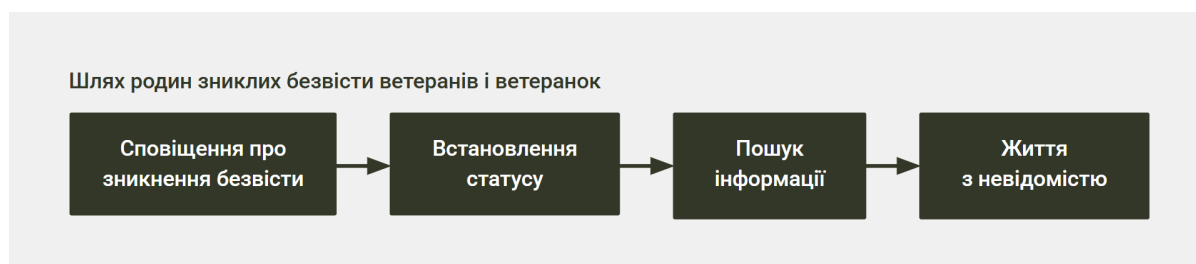 Шлях родин зниклих безвісти ветеранів і ветеранок
Сповіщення про
зникнення безвісти
Встановлення
статусу
Пошук
інформації
Життя
з невідомістю